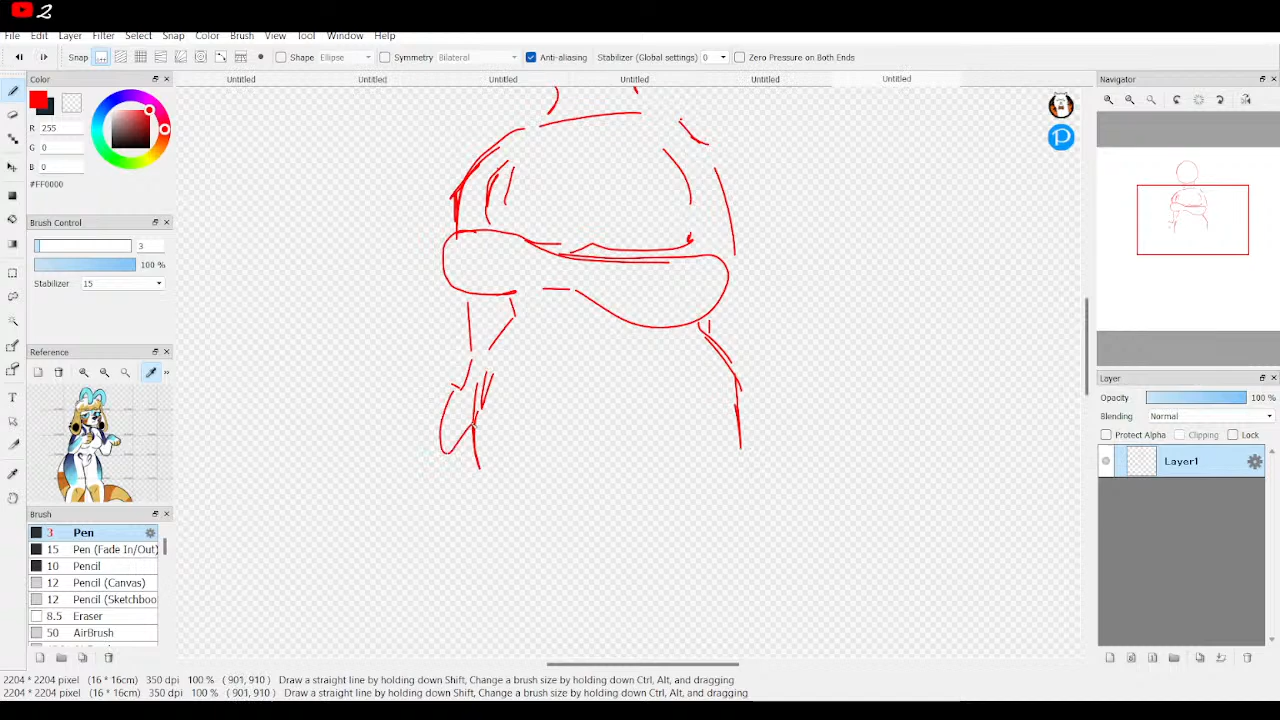 2
File Edit Layer Filter Select Snap Color Brush View Tool Window Help
Snap Shape Ellipse Symmetry Bilateral Anti-aliasing Stabilizer (Global settings) 0 Zero Pressure on Both Ends
Color
Untitled Untitled Untitled Untitled Untitled Untitled
Navigator
R 255
G 0
B 0
#FF0000
Brush Control
3
100 %
Stabilizer 15
Reference
Layer
Opacity 100 %
Blending Normal
Protect Alpha Clipping Lock
Layer1
Brush
3 Pen
15 Pen (Fade In/Out)
10 Pencil
12 Pencil (Canvas)
12 Pencil (Sketchboo
8.5 Eraser
50 AirBrush
2204 * 2204 pixel (16 * 16cm) 350 dpi 100 % ( 901, 910) Draw a straight line by holding down Shift, Change a brush size by holding down Ctrl, Alt, and dragging
2204 * 2204 pixel (16 * 16cm) 350 dpi 100 % ( 901, 910) Draw a straight line by holding down Shift, Change a brush size by holding down Ctrl, Alt, and dragging